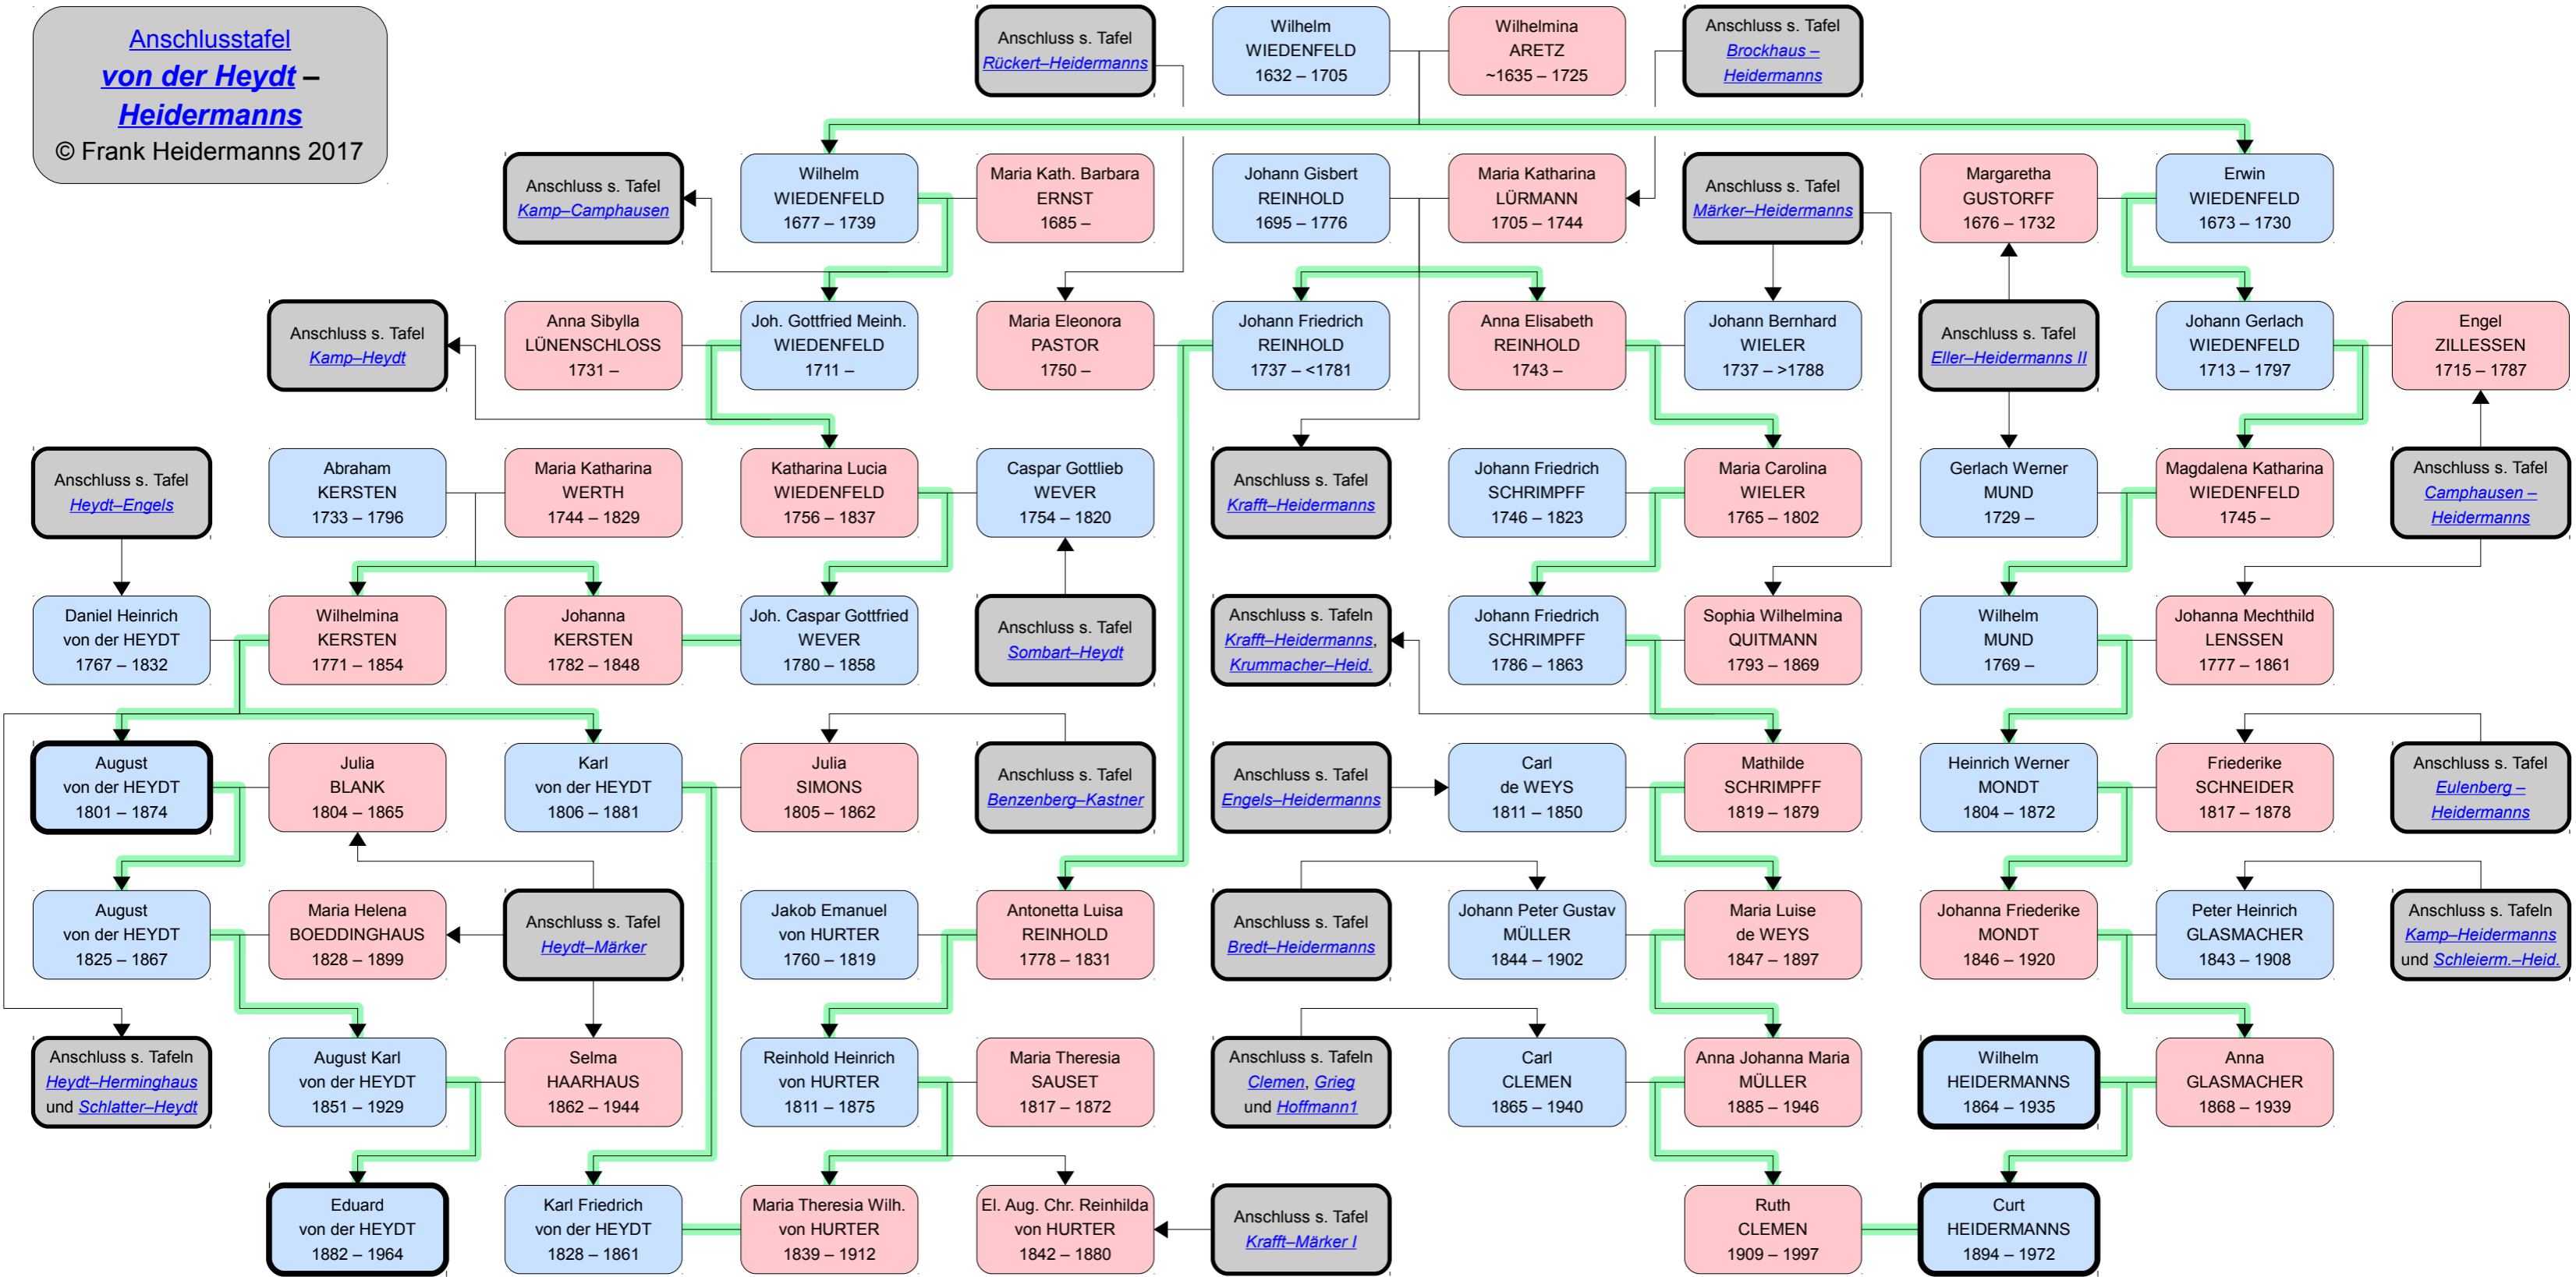 Anschlusstafel
von der Heydt –
Heidermanns
© Frank Heidermanns 2017
Anschluss s. Tafel
Rückert–Heidermanns
Wilhelm
WIEDENFELD
1632 – 1705
Wilhelmina
ARETZ
~1635 – 1725
Anschluss s. Tafel
Brockhaus –
Heidermanns
Anschluss s. Tafel
Kamp–Camphausen
Wilhelm
WIEDENFELD
1677 – 1739
Maria Kath. Barbara
ERNST
1685 –
Johann Gisbert
REINHOLD
1695 – 1776
Maria Katharina
LÜRMANN
1705 – 1744
Anschluss s. Tafel
Märker–Heidermanns
Margaretha
GUSTORFF
1676 – 1732
Erwin
WIEDENFELD
1673 – 1730
Anschluss s. Tafel
Kamp–Heydt
Anna Sibylla
LÜNENSCHLOSS
1731 –
Joh. Gottfried Meinh.
WIEDENFELD
1711 –
Maria Eleonora
PASTOR
1750 –
Johann Friedrich
REINHOLD
1737 – <1781
Anna Elisabeth
REINHOLD
1743 –
Johann Bernhard
WIELER
1737 – >1788
Anschluss s. Tafel
Eller–Heidermanns II
Johann Gerlach
WIEDENFELD
1713 – 1797
Engel
ZILLESSEN
1715 – 1787
Anschluss s. Tafel
Heydt–Engels
Abraham
KERSTEN
1733 – 1796
Maria Katharina
WERTH
1744 – 1829
Katharina Lucia
WIEDENFELD
1756 – 1837
Caspar Gottlieb
WEVER
1754 – 1820
Anschluss s. Tafel
Krafft–Heidermanns
Johann Friedrich
SCHRIMPFF
1746 – 1823
Maria Carolina
WIELER
1765 – 1802
Gerlach Werner
MUND
1729 –
Magdalena Katharina
WIEDENFELD
1745 –
Anschluss s. Tafel
Camphausen –
Heidermanns
Daniel Heinrich
von der HEYDT
1767 – 1832
Wilhelmina
KERSTEN
1771 – 1854
Johanna
KERSTEN
1782 – 1848
Joh. Caspar Gottfried
WEVER
1780 – 1858
Anschluss s. Tafel
Sombart–Heydt
Anschluss s. Tafeln
Krafft–Heidermanns,
Krummacher–Heid.
Johann Friedrich
SCHRIMPFF
1786 – 1863
Sophia Wilhelmina
QUITMANN
1793 – 1869
Wilhelm
MUND
1769 –
Johanna Mechthild
LENSSEN
1777 – 1861
August
von der HEYDT
1801 – 1874
Julia
BLANK
1804 – 1865
Karl
von der HEYDT
1806 – 1881
Julia
SIMONS
1805 – 1862
Anschluss s. Tafel
Benzenberg–Kastner
Anschluss s. Tafel
Engels–Heidermanns
Carl
de WEYS
1811 – 1850
Mathilde
SCHRIMPFF
1819 – 1879
Heinrich Werner
MONDT
1804 – 1872
Friederike
SCHNEIDER
1817 – 1878
Anschluss s. Tafel
Eulenberg –
Heidermanns
August
von der HEYDT
1825 – 1867
Maria Helena
BOEDDINGHAUS
1828 – 1899
Anschluss s. Tafel
Heydt–Märker
Jakob Emanuel
von HURTER
1760 – 1819
Antonetta Luisa
REINHOLD
1778 – 1831
Anschluss s. Tafel
Bredt–Heidermanns
Johann Peter Gustav
MÜLLER
1844 – 1902
Maria Luise
de WEYS
1847 – 1897
Johanna Friederike
MONDT
1846 – 1920
Peter Heinrich
GLASMACHER
1843 – 1908
Anschluss s. Tafeln
Kamp–Heidermanns
und Schleierm.–Heid.
Anschluss s. Tafeln
Heydt–Herminghaus
und Schlatter–Heydt
August Karl
von der HEYDT
1851 – 1929
Selma
HAARHAUS
1862 – 1944
Reinhold Heinrich
von HURTER
1811 – 1875
Maria Theresia
SAUSET
1817 – 1872
Anschluss s. Tafeln
Clemen, Grieg
und Hoffmann1
Carl
CLEMEN
1865 – 1940
Anna Johanna Maria
MÜLLER
1885 – 1946
Wilhelm
HEIDERMANNS
1864 – 1935
Anna
GLASMACHER
1868 – 1939
Eduard
von der HEYDT
1882 – 1964
Karl Friedrich
von der HEYDT
1828 – 1861
Maria Theresia Wilh.
von HURTER
1839 – 1912
El. Aug. Chr. Reinhilda
von HURTER
1842 – 1880
Anschluss s. Tafel
Krafft–Märker I
Ruth
CLEMEN
1909 – 1997
Curt
HEIDERMANNS
1894 – 1972